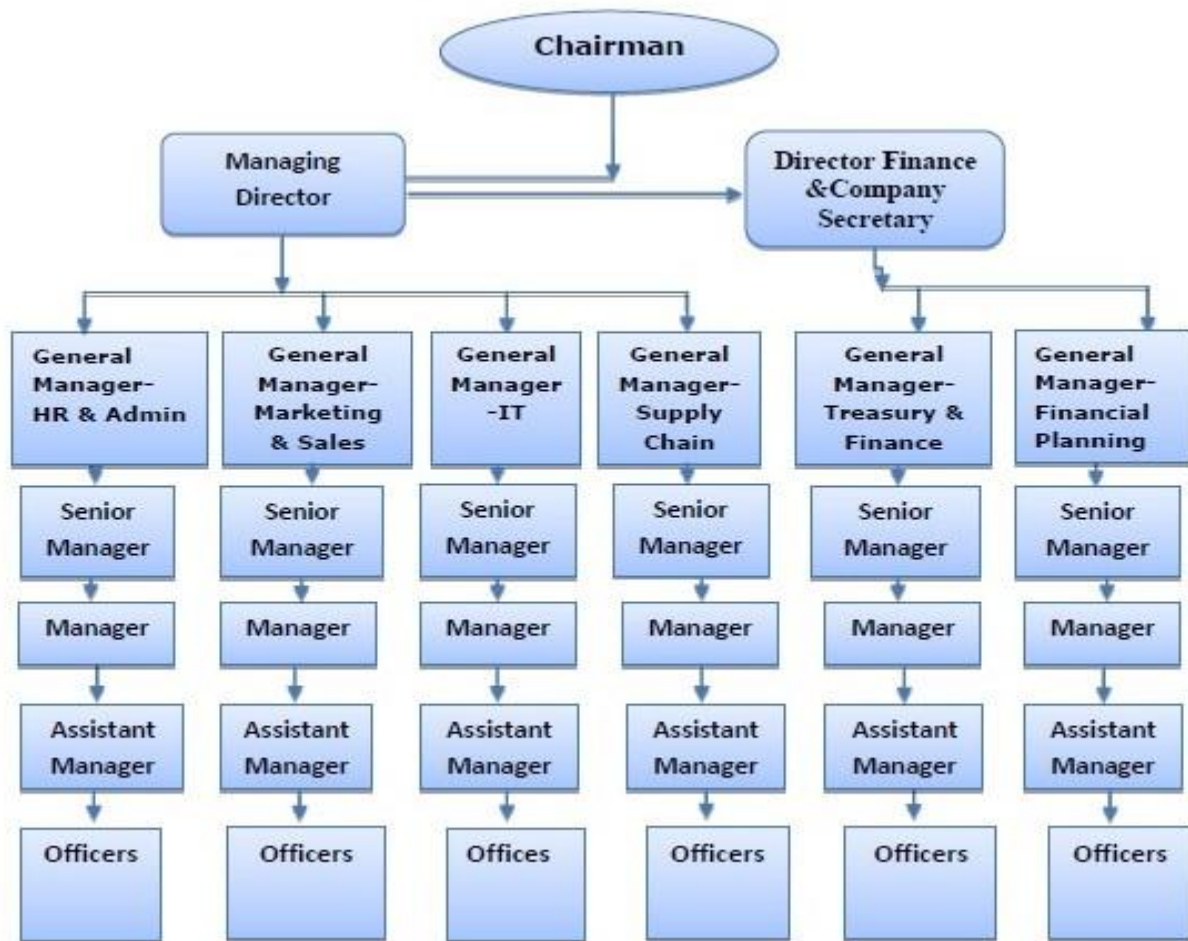 Chairman
Managing
Director
Director Finance
&Company
Secretary
General
Manager-
HR & Admin
General
Manager-
Marketing
& Sales
General
Manager
-IT
General
Manager-
Supply
Chain
General
Manager-
Treasury &
Finance
General
Manager-
Financial
Planning
Senior
Manager
Senior
Manager
Senior
Manager
Senior
Manager
Senior
Manager
Senior
Manager
Manager
Manager
Manager
Manager
Manager
Manager
Assistant
Manager
Assistant
Manager
Assistant
Manager
Assistant
Manager
Assistant
Manager
Assistant
Manager
Officers
Officers
Offices
Officers
Officers
Officers